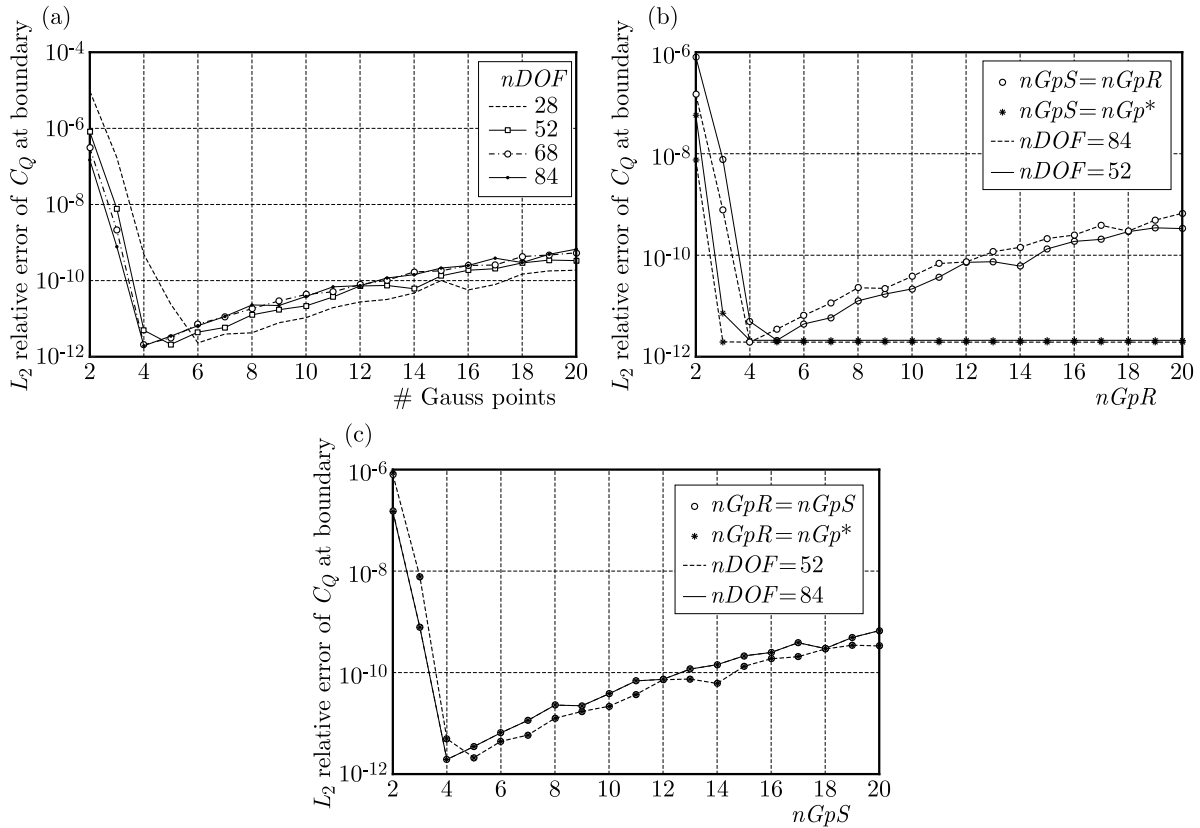 (a)
L2 relative error of CQ at boundary
10-4
10-6
10-8
10-10
10-12
2 4 6 8 10 12 14 16 18 20
# Gauss points
nDOF
28
52
68
84
(b)
L2 relative error of CQ at boundary
10-6
10-8
10-10
10-12
2 4 6 8 10 12 14 16 18 20
nGpR
nGpS=nGpR
nGpS=nGp*
nDOF=84
nDOF=52
(c)
L2 relative error of CQ at boundary
10-6
10-8
10-10
10-12
2 4 6 8 10 12 14 16 18 20
nGpS
nGpR=nGpS
nGpR=nGp*
nDOF=52
nDOF=84